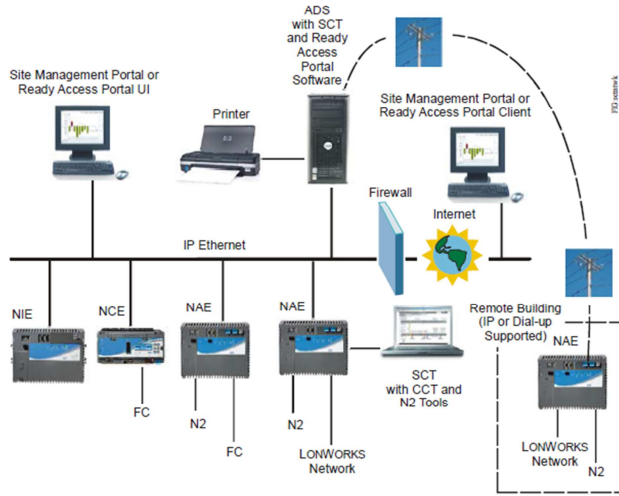 ADS
with SCT
and Ready
Access
Portal
Software
Site Management Portal or
Ready Access Portal UI
Printer
Site Management Portal or
Ready Access Portal Client
Firewall
Internet
IP Ethernet
NIE
NCE
NAE
NAE
Remote Building
(IP or Dial-up
Supported)
NAE
SCT
with CCT and
N2 Tools
FC
N2
FC
N2
LONWORKS
Network
LONWORKS
Network
N2